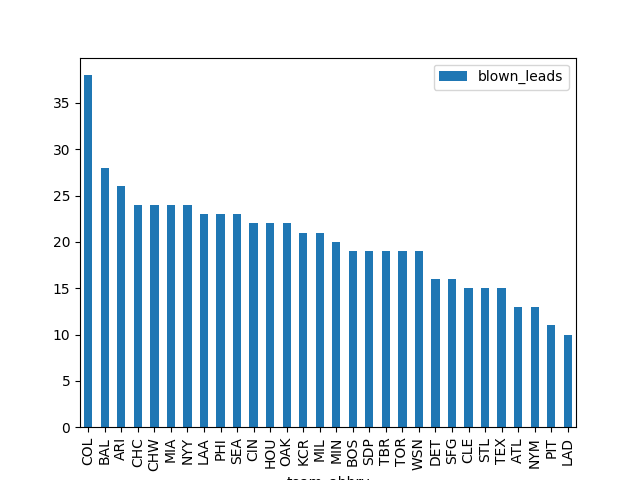 blown_leads
35
30
25
20
15
10
5
0
COL BAL ARI CHC CHW MIA NYY LAA PHI SEA CIN HOU OAK KCR MIL MIN BOS SDP TBR TOR WSN DET SFG CLE STL TEX ATL NYM PIT LAD
team_abbrv